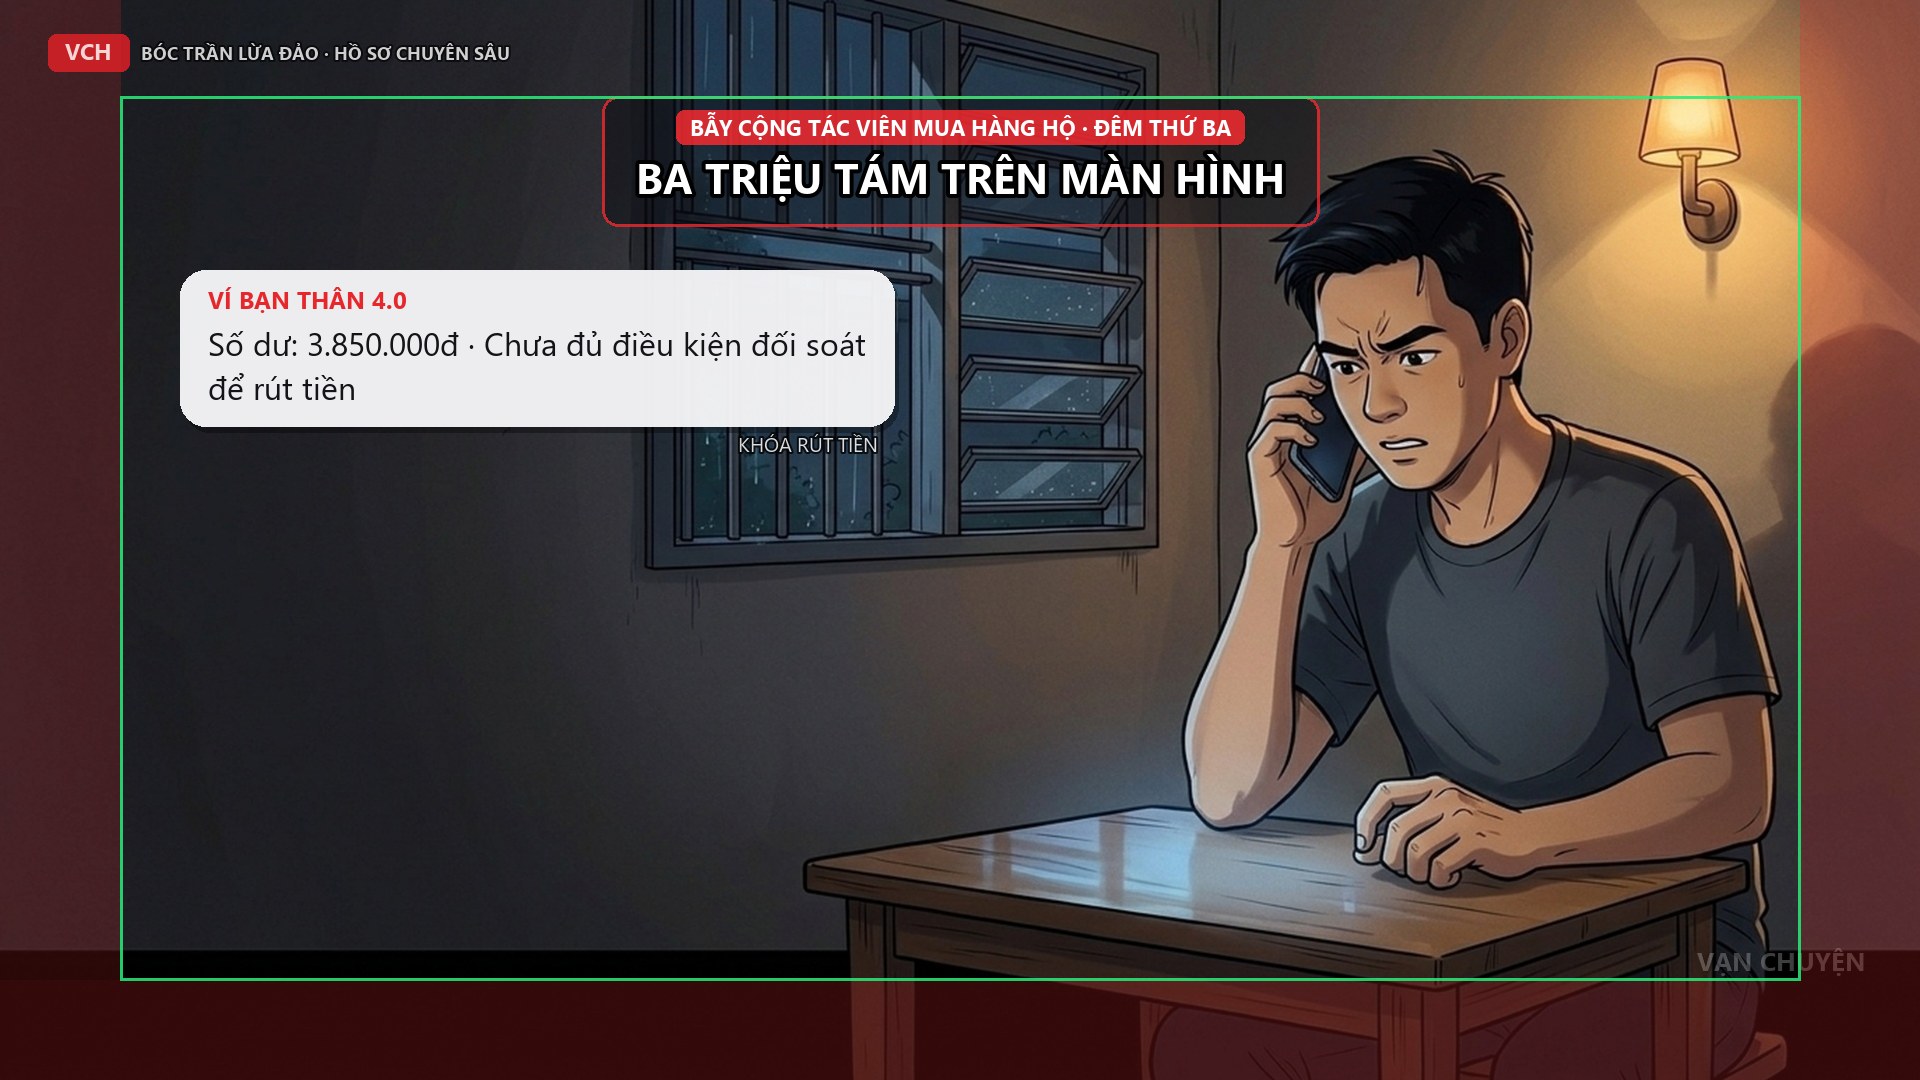 VCH BÓC TRẦN LỪA ĐẢO · HỒ SƠ CHUYÊN SÂU
BẪY CỘNG TÁC VIÊN MUA HÀNG HỘ · ĐÊM THỨ BA
BA TRIỆU TÁM TRÊN MÀN HÌNH
VÍ BẠN THÂN 4.0
Số dư: 3.850.000đ · Chưa đủ điều kiện đối soát
để rút tiền
KHÓA RÚT TIỀN
VẠN CHUYỆN